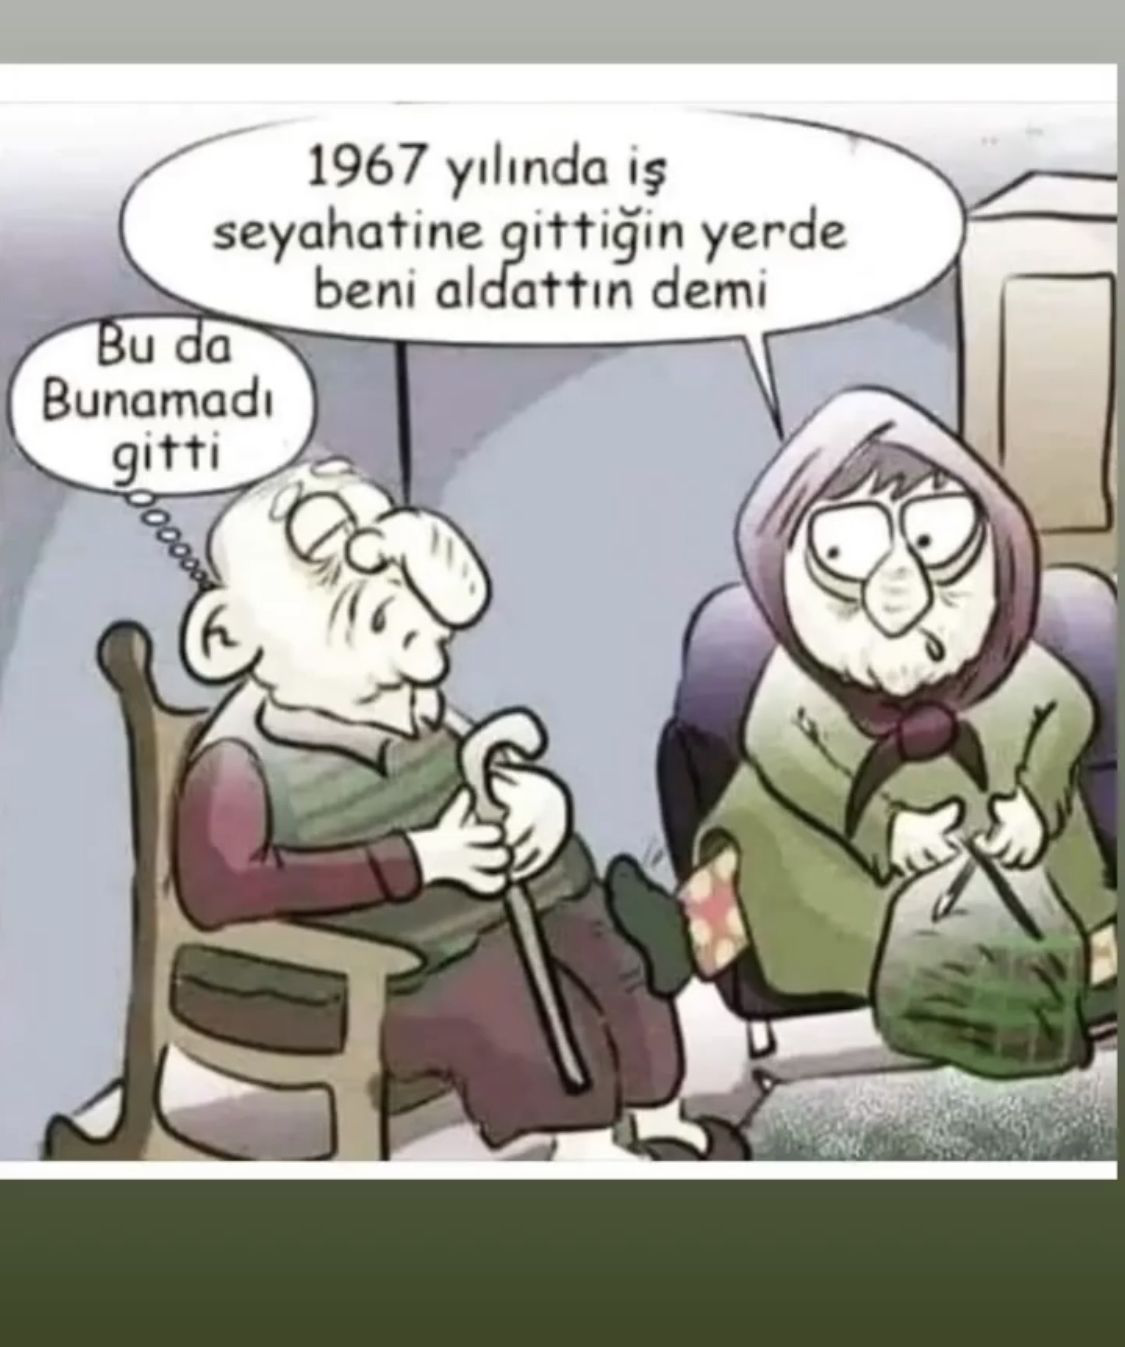 1967 yılında iş
seyahatine gittiğin yerde
beni aldattın demi
Bu da
Bunamadı
gitti